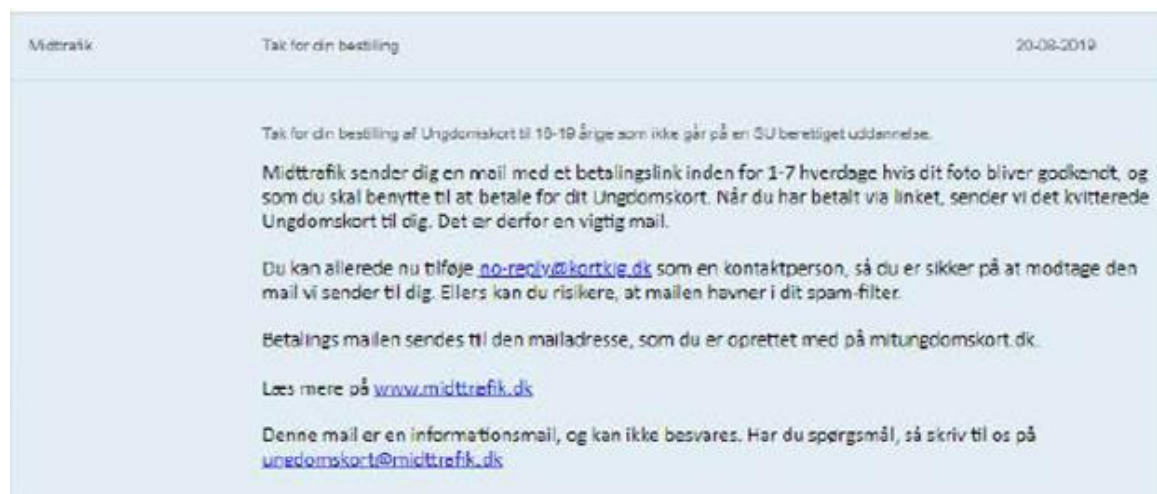 Midttrafik Tak for din bestilling 20-08-2019
Tak for din bestilling af Ungdomskort til 16-19 årige som ikke går på en SU berettiget uddannelse.
Midttrafik sender dig en mail med et betalingslink inden for 1-7 hverdage hvis dit foto bliver godkendt, og
som du skal benytte til at betale for dit Ungdomskort. Når du har betalt via linket, sender vi det kvitterede
Ungdomskort til dig. Det er derfor en vigtig mail.
Du kan allerede nu tilføje no-reply@kortkig.dk som en kontaktperson, så du er sikker på at modtage den
mail vi sender til dig. Ellers kan du risikere, at mailen havner i dit spam-filter.
Betalings mailen sendes til den mailadresse, som du er oprettet med på mitungdomskort.dk.
Læs mere på www.midttrafik.dk
Denne mail er en informationsmail, og kan ikke besvares. Har du spørgsmål, så skriv til os på
ungdomskort@midttrafik.dk